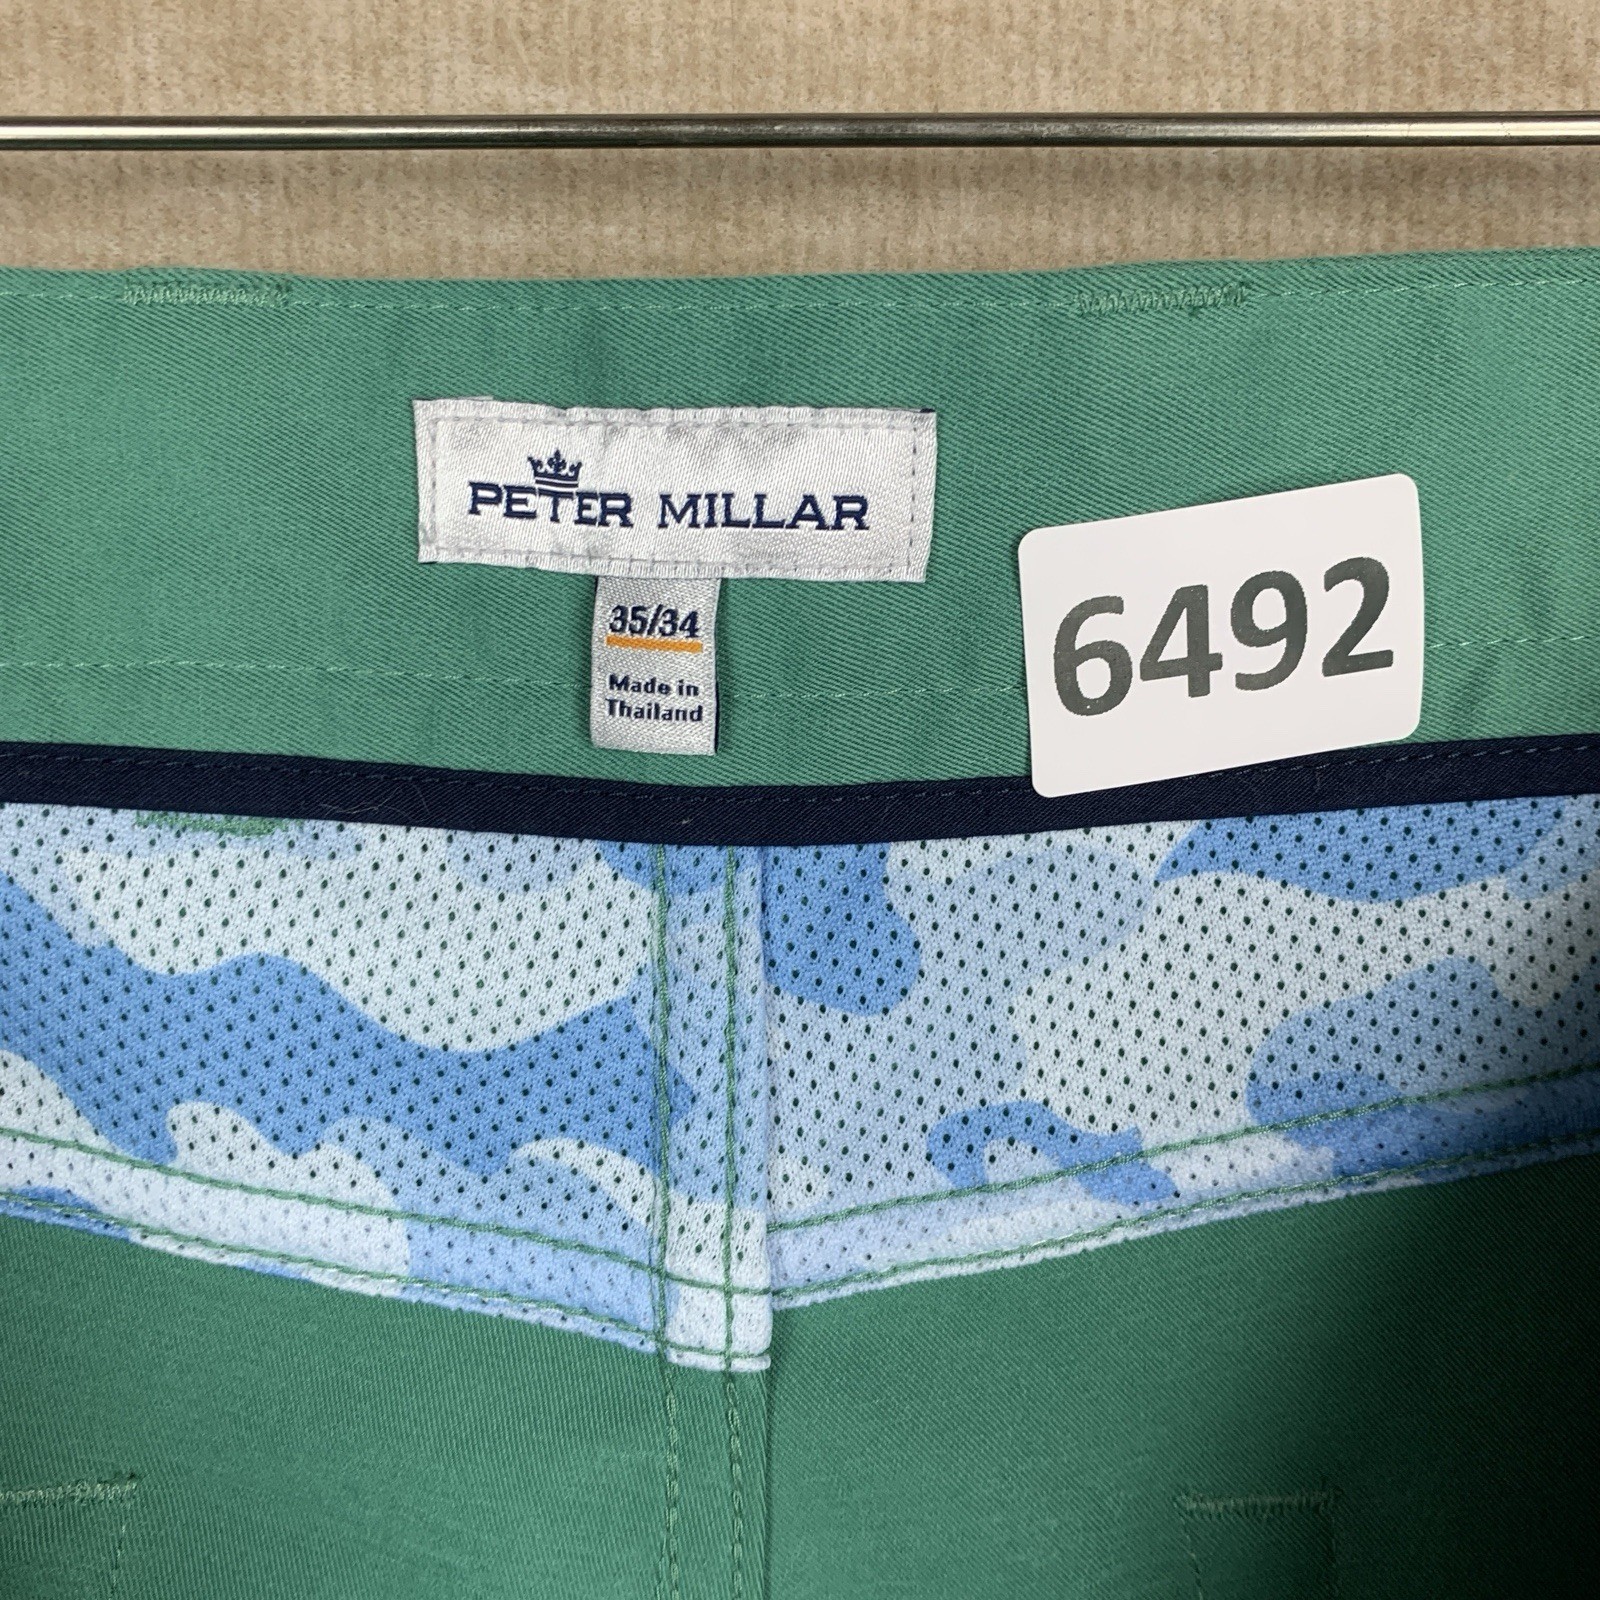 PETER MILLAR
35/34
Made in
Thailand
6492